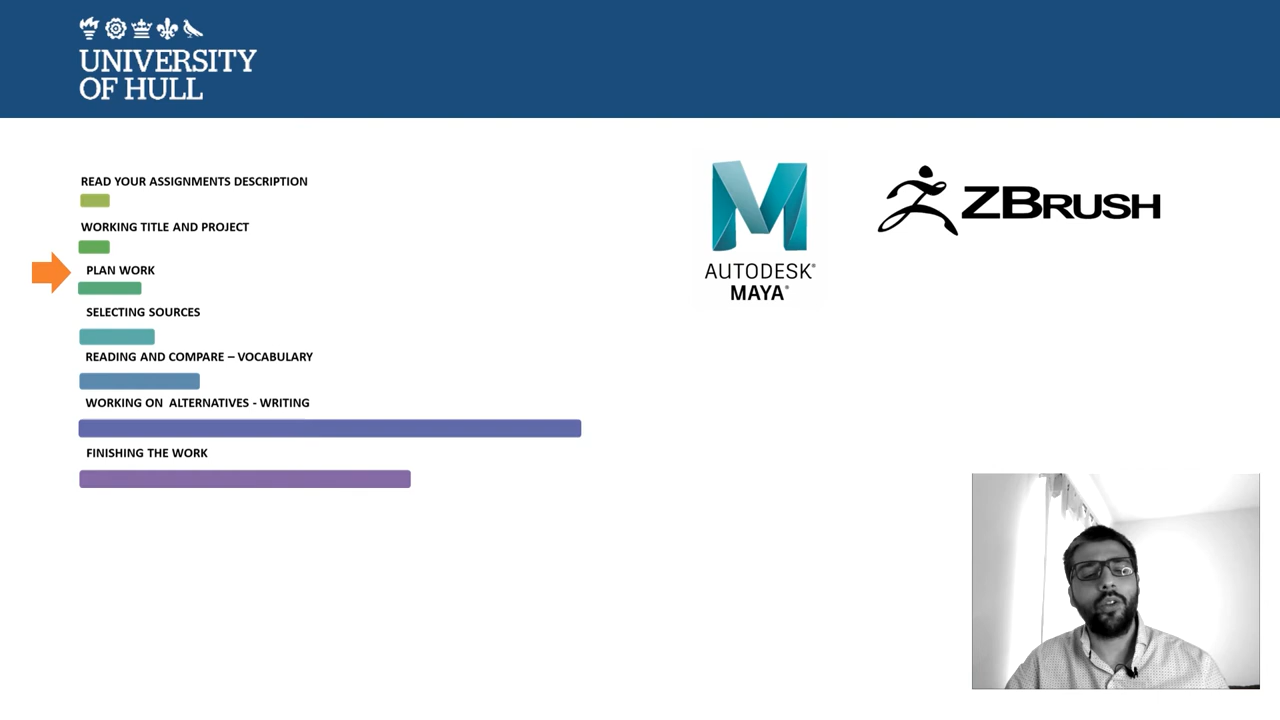 UNIVERSITY
OF HULL
READ YOUR ASSIGNMENTS DESCRIPTION
WORKING TITLE AND PROJECT
PLAN WORK
SELECTING SOURCES
READING AND COMPARE – VOCABULARY
WORKING ON ALTERNATIVES - WRITING
FINISHING THE WORK
AUTODESK®
MAYA®
ZBRUSH